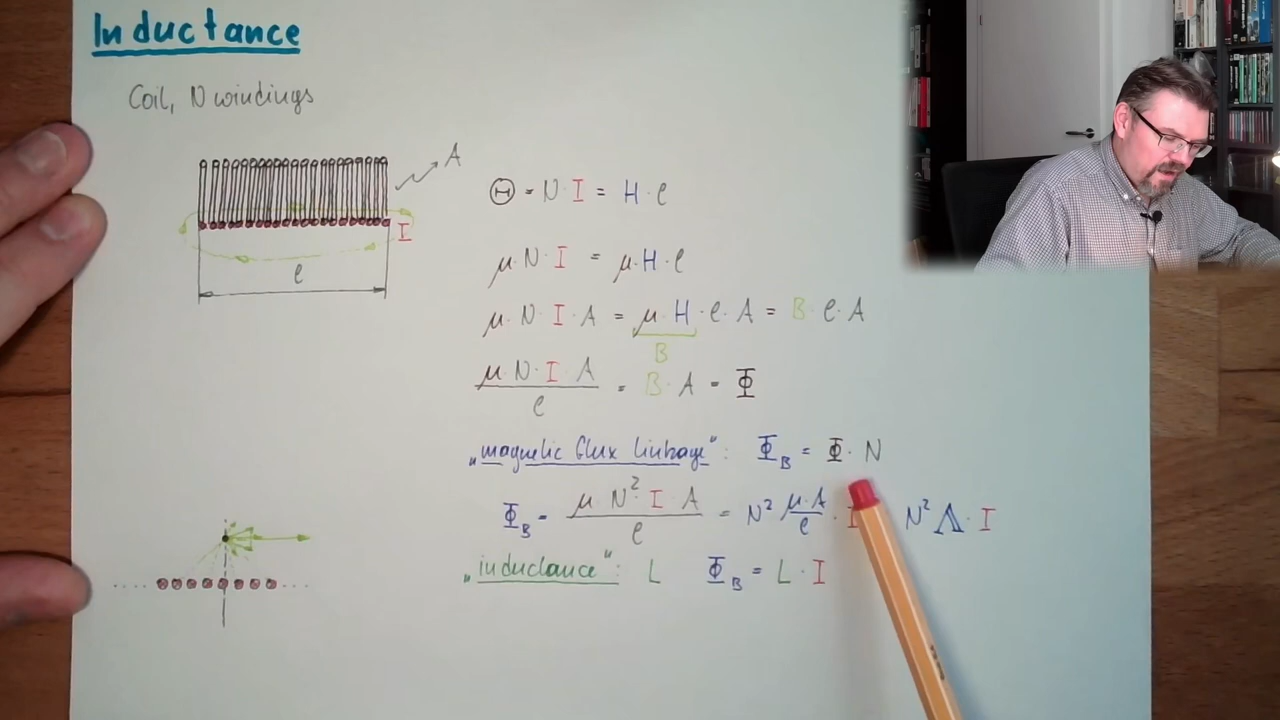 Inductance
Coil, N windings
A
I
ℓ
Θ = N · I = H · ℓ
μ · N · I = μ · H · ℓ
μ · N · I · A = μ · H · ℓ · A = B · ℓ · A
B
μ · N · I · A / ℓ = B · A = Φ
„magnetic flux linkage": Φ_B = Φ · N
Φ_B = μ · N² · I · A / ℓ = N² μ · A / ℓ · I N² Λ · I
„inductance": L Φ_B = L · I